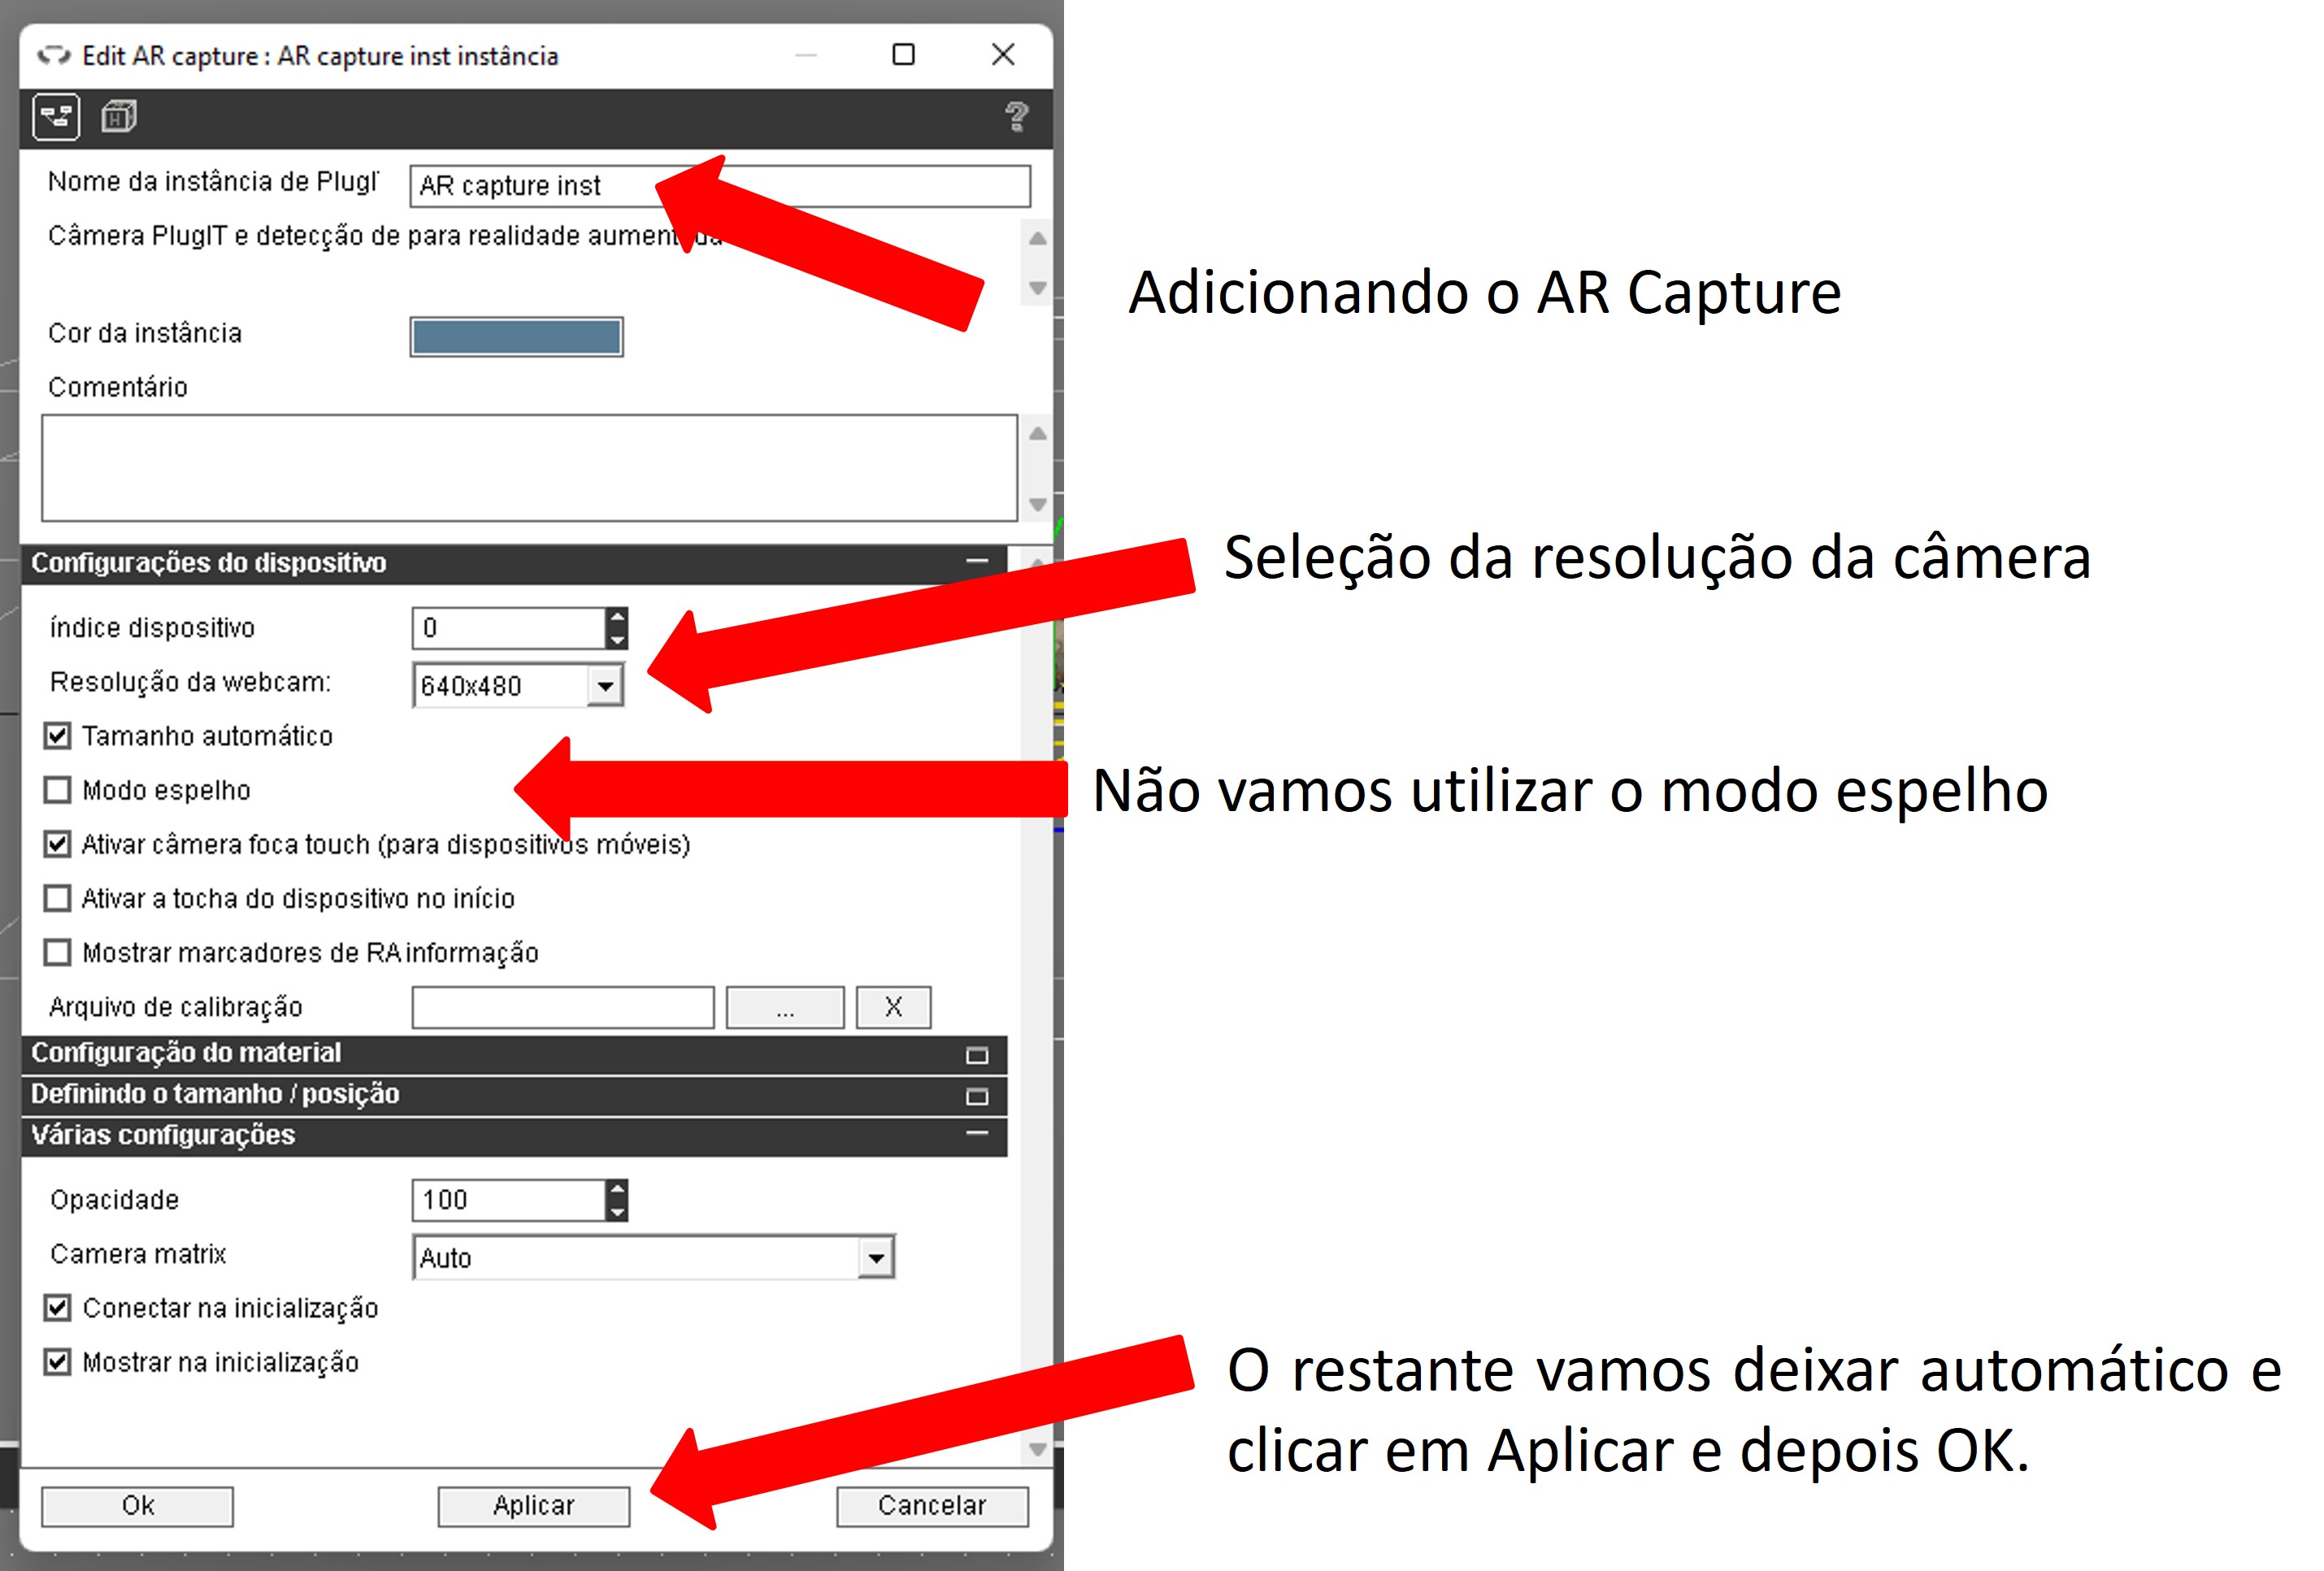 Edit AR capture : AR capture inst instância
Nome da instância de PlugI
AR capture inst
Câmera PlugIT e detecção de para realidade
Adicionando o AR Capture
Cor da instância
Comentário
Configurações do dispositivo
Seleção da resolução da câmera
índice dispositivo
0
Resolução da webcam:
640x480
Tamanho automático
Modo espelho
Não vamos utilizar o modo espelho
Ativar câmera foca touch (para dispositivos móveis)
Ativar a tocha do dispositivo no início
Mostrar marcadores de RA informação
Arquivo de calibração
...
X
Configuração do material
Definindo o tamanho / posição
Várias configurações
Opacidade
100
Camera matrix
Auto
Conectar na inicialização
Mostrar na inicialização
O restante vamos deixar automático e
clicar em Aplicar e depois OK.
Ok
Aplicar
Cancelar